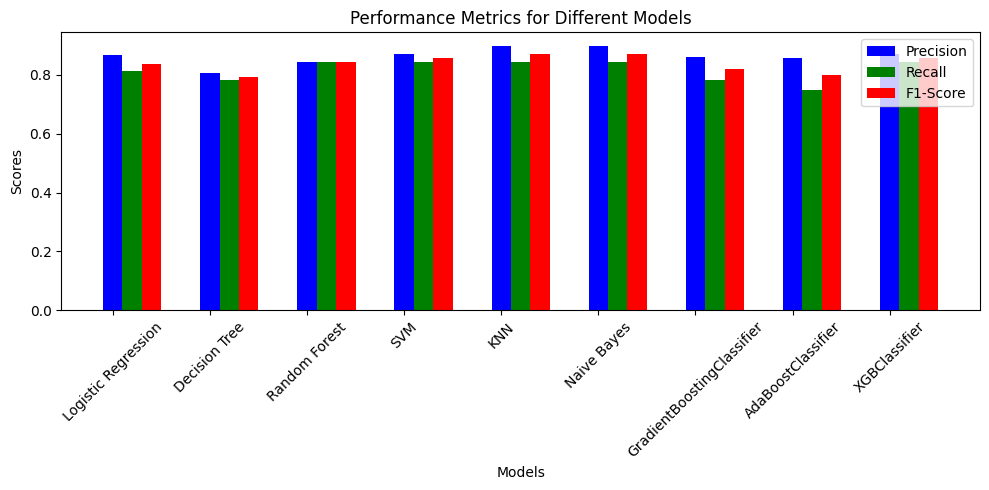 Performance Metrics for Different Models
Precision
Recall
F1-Score
Scores
0.8
0.6
0.4
0.2
0.0
Logistic Regression
Decision Tree
Random Forest
SVM
KNN
Naive Bayes
GradientBoostingClassifier
AdaBoostClassifier
XGBClassifier
Models